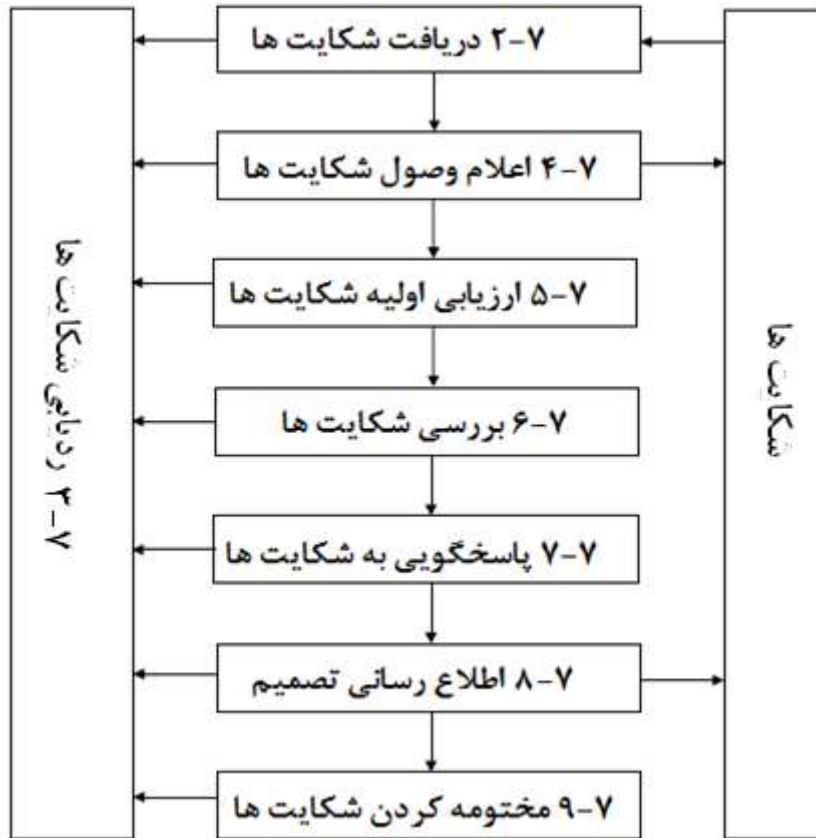 ۷-۲ دریافت شکایت ها
۷-۴ اعلام وصول شکایت ها
۷-۵ ارزیابی اولیه شکایت ها
۷-۶ بررسی شکایت ها
۷-۷ پاسخگویی به شکایت ها
۷-۸ اطلاع رسانی تصمیم
۷-۹ مختومه کردن شکایت ها
شکایت ها
۷-۳ ردیابی شکایت ها